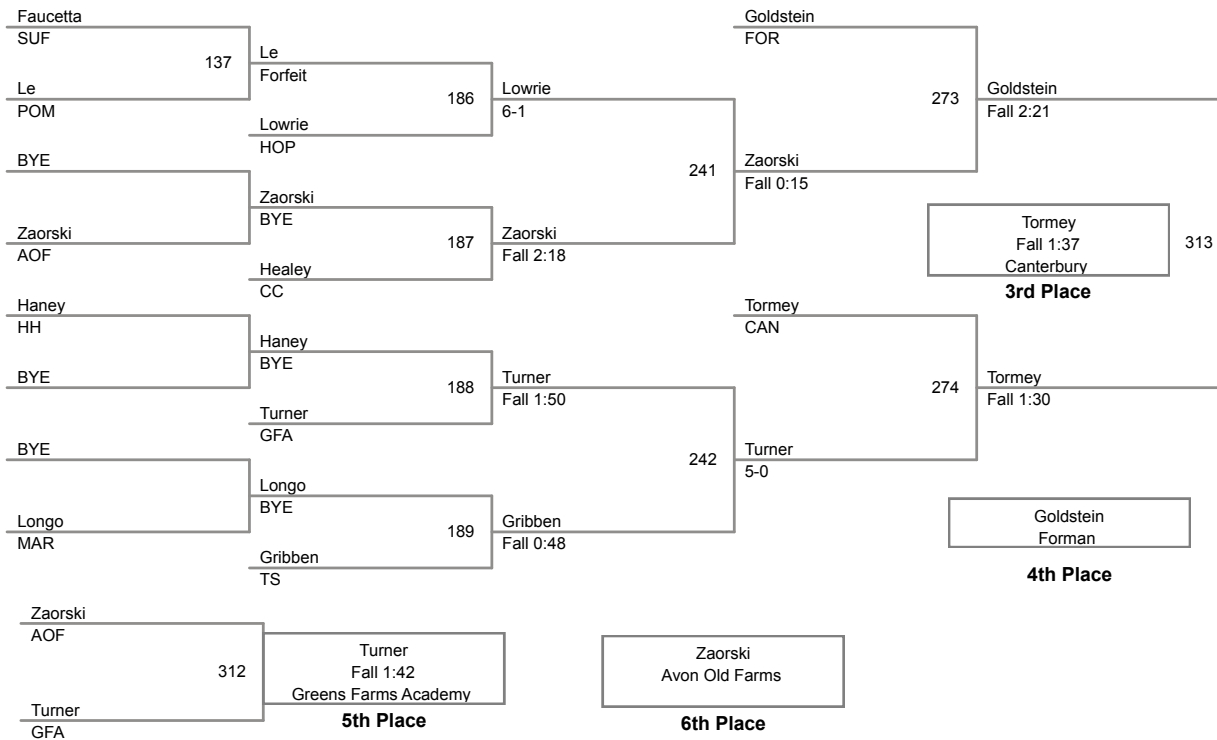 Faucetta
SUF
137
Le
POM
Le
Forfeit
186
Lowrie
HOP
Lowrie
6-1
BYE
Zaorski
AOF
Zaorski
BYE
187
Healey
CC
Zaorski
Fall 2:18
241
Zaorski
Fall 0:15
Goldstein
FOR
273
Goldstein
Fall 2:21
Tormey
Fall 1:37
Canterbury
313
3rd Place
Haney
HH
BYE
Haney
BYE
188
Turner
GFA
Turner
Fall 1:50
BYE
Longo
MAR
Longo
BYE
189
Gribben
TS
Gribben
Fall 0:48
242
Turner
5-0
Tormey
CAN
274
Tormey
Fall 1:30
Goldstein
Forman
4th Place
Zaorski
AOF
312
Turner
GFA
Turner
Fall 1:42
Greens Farms Academy
5th Place
Zaorski
Avon Old Farms
6th Place